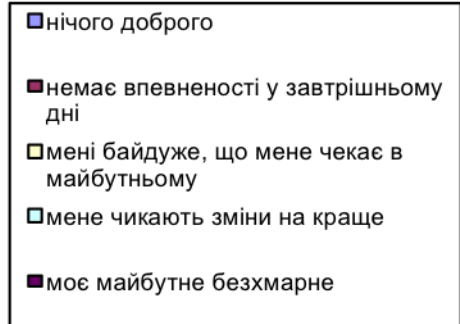 нічого доброго
немає впевненості у завтрішньому
дні
мені байдуже, що мене чекає в
майбутньому
мене чикають зміни на краще
моє майбутне безхмарне